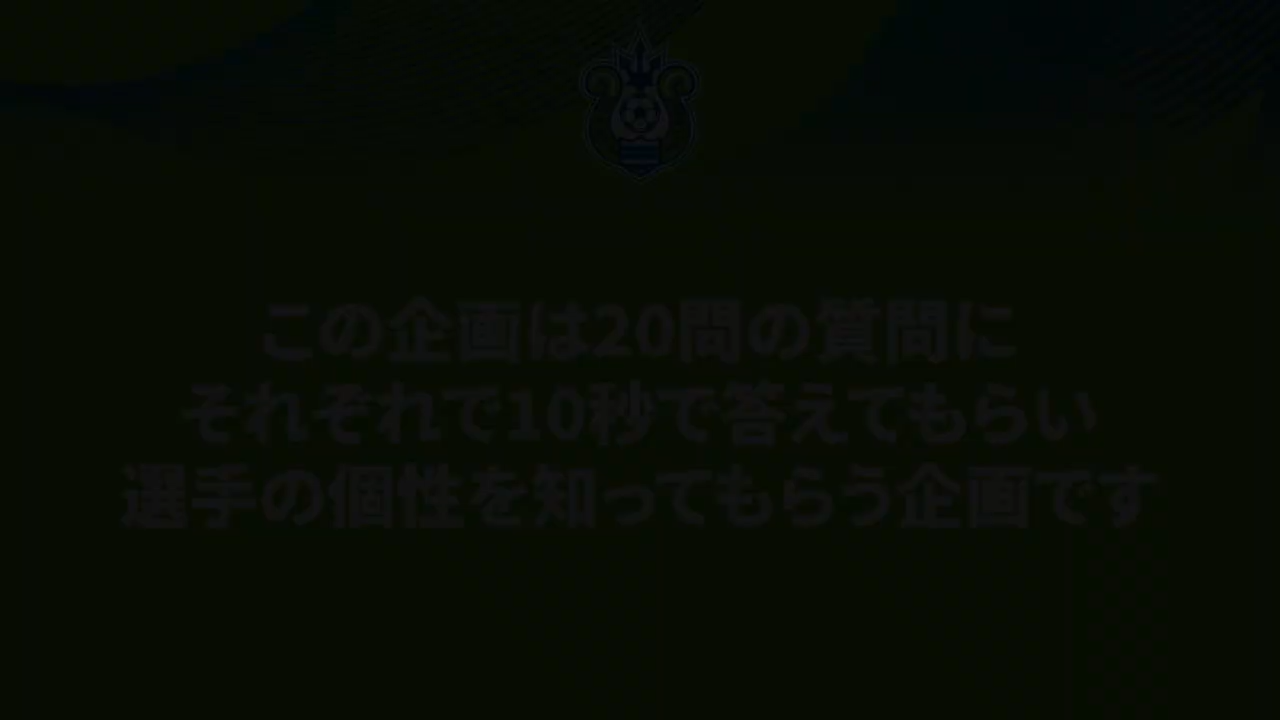 この企画は20問の質問に
それぞれで10秒で答えてもらい
選手の個性を知ってもらう企画です